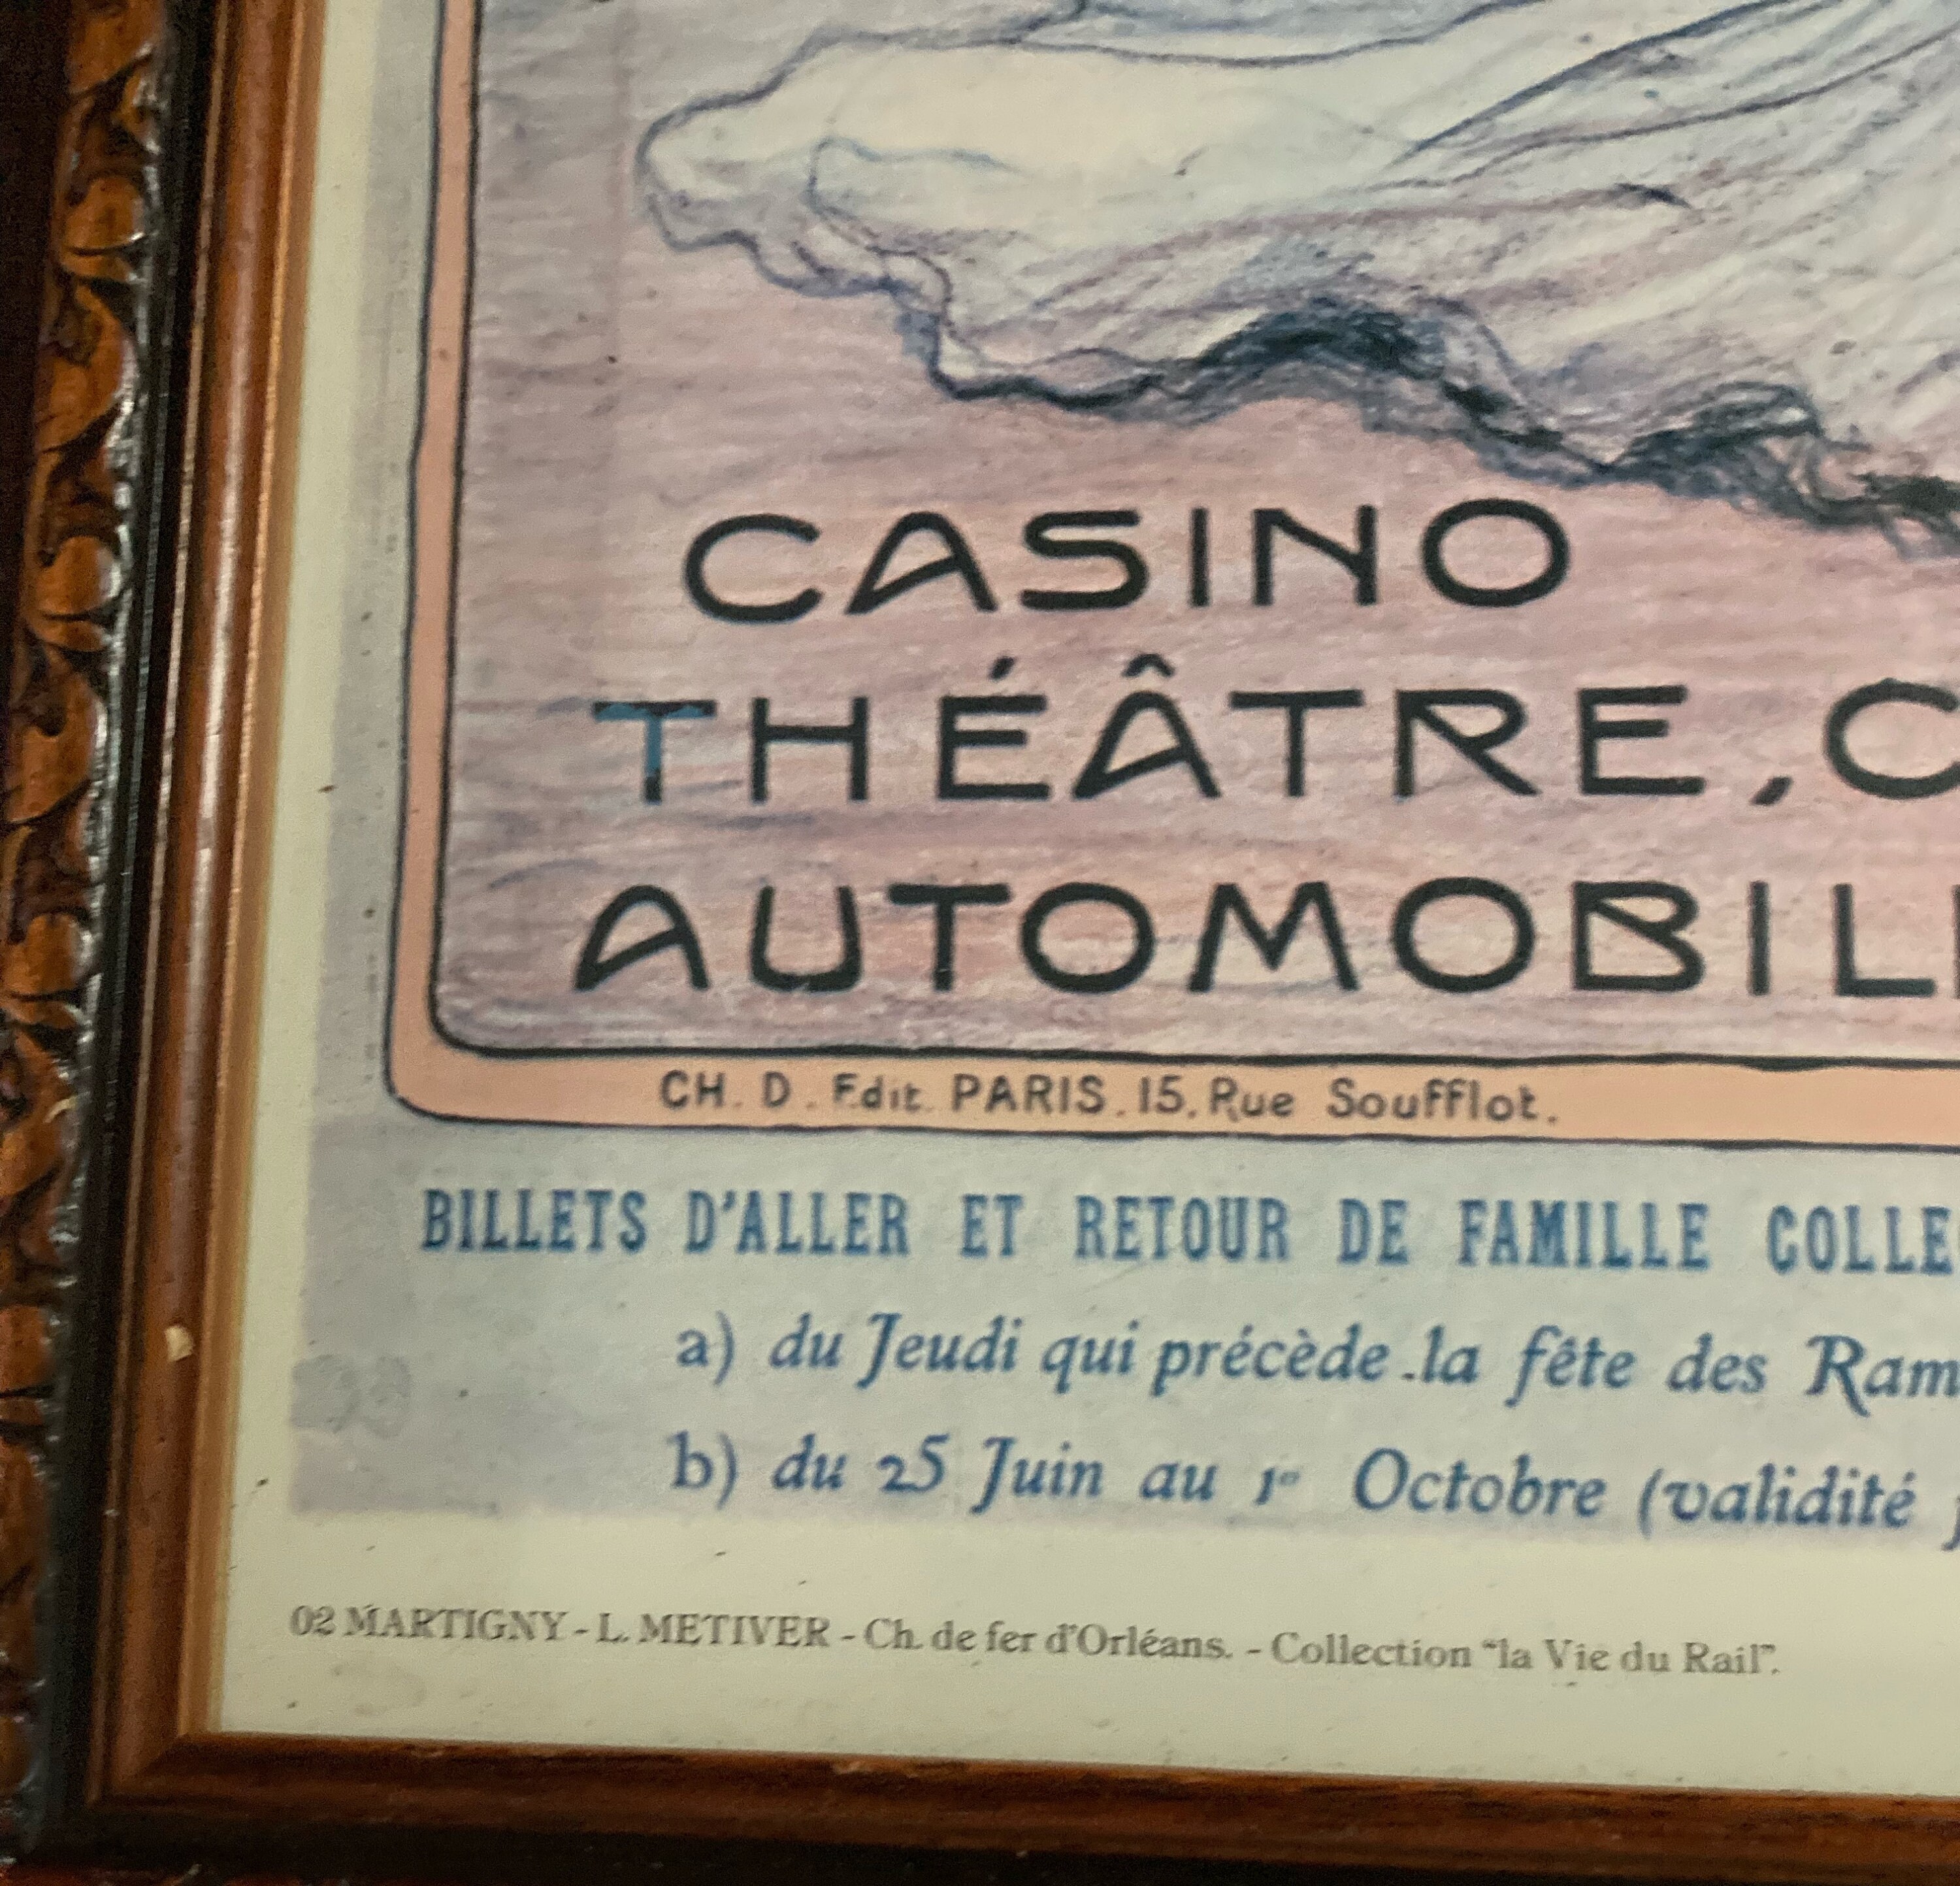 CASINO
THÉÂTRE, C
AUTOMOBIL
CH. D. Edit. PARIS. 15, Rue Soufflot.
BILLETS D'ALLER ET RETOUR DE FAMILLE COLLE
a) du Jeudi qui précède la fête des Ram
b) du 25 Juin au 1er Octobre (validité
02 MARTIGNY - L. METIVER - Ch. de fer d'Orléans. - Collection "la Vie du Rail".